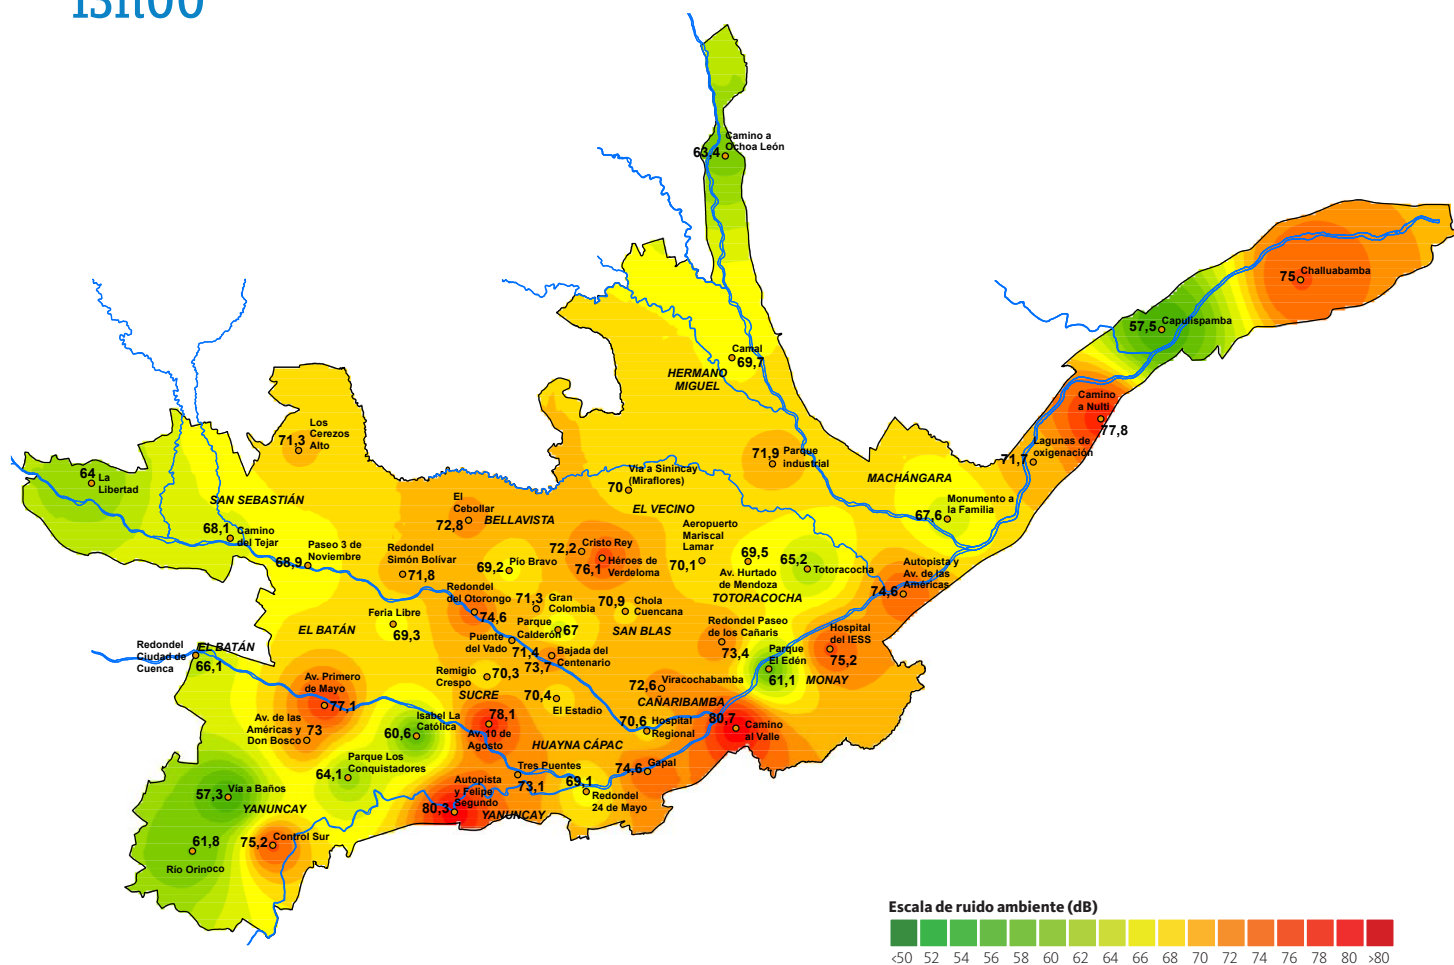 13h00
Camino a
Ochoa León
63,4
75
Challuabamba
57,5
Capulispamba
Camal
69,7
HERMANO
MIGUEL
Camino
a Nulti
77,8
Los
Cerezos
Alto
71,3
Lagunas de
oxigenación
71,7
71,9
Parque
industrial
64
La
Libertad
Vía a Sinincay
(Miraflores)
70
MACHÁNGARA
SAN SEBASTIÁN
El
Cebollar
72,8
BELLAVISTA
EL VECINO
Monumento a
la Familia
67,6
68,1
Camino
del Tejar
Aeropuerto
Mariscal
Lamar
70,1
Paseo 3 de
Noviembre
68,9
Redondel
Simón Bolívar
71,8
69,2
Pío Bravo
72,2
Cristo Rey
76,1
Héroes de
Verdeloma
69,5
Av. Hurtado
de Mendoza
65,2
Totoracocha
TOTORACOCHA
Autopista y
Av. de las
Américas
74,6
Redondel
del Otorongo
74,6
71,3
Gran
Colombia
70,9
Chola
Cuencana
Feria Libre
69,3
EL BATÁN
Parque
Calderón
67
SAN BLAS
Redondel Paseo
de los Cañaris
73,4
Hospital
del IESS
75,2
Redondel
Ciudad de
Cuenca
66,1
EL BATÁN
Puente
del Vado
71,4
73,7
Bajada del
Centenario
Parque
El Edén
61,1
MONAY
Av. Primero
de Mayo
77,1
Remigio
Crespo
70,3
SUCRE
70,4
El Estadio
72,6
Viracochabamba
CAÑARIBAMBA
Av. de las
Américas y
Don Bosco
73
60,6
Isabel La
Católica
78,1
Av. 10 de
Agosto
70,6
Hospital
Regional
80,7
Camino
al Valle
HUAYNA CÁPAC
Parque Los
Conquistadores
64,1
Tres Puentes
73,1
69,1
Redondel
24 de Mayo
74,6
Gapal
57,3
Vía a Baños
YANUNCAY
Autopista
y Felipe
Segundo
80,3
YANUNCAY
61,8
Río Orinoco
75,2
Control Sur
Escala de ruido ambiente (dB)
<50 52 54 56 58 60 62 64 66 68 70 72 74 76 78 80 >80